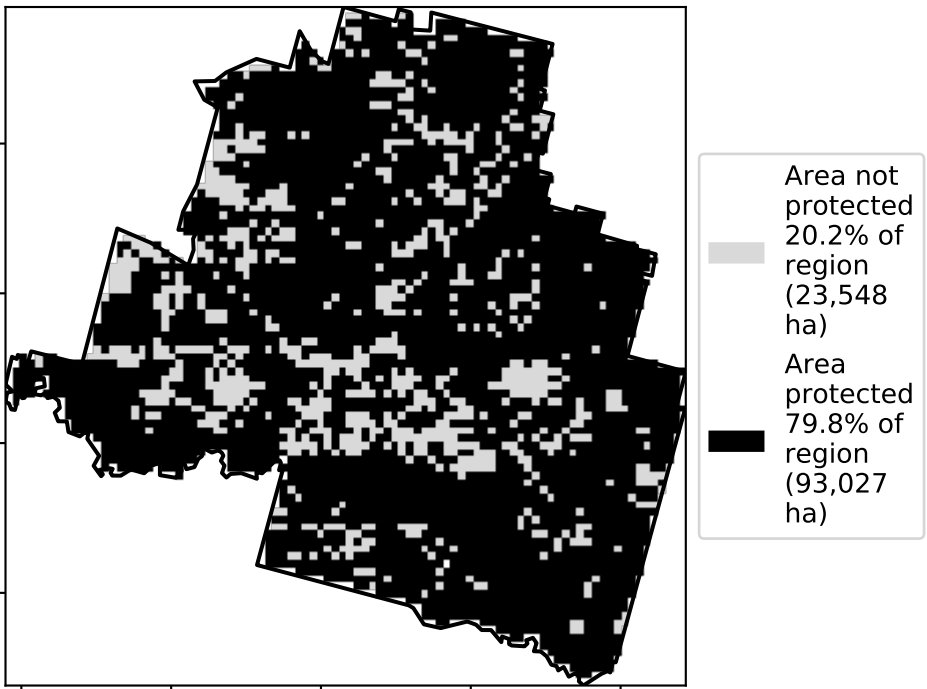 Area not
protected
20.2% of
region
(23,548
ha)
Area
protected
79.8% of
region
(93,027
ha)